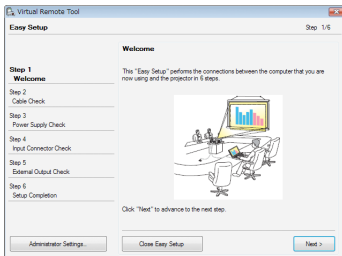 Virtual Remote Tool
Easy Setup
Step 1/6
Welcome
This "Easy Setup" performs the connections between the computer that you are
now using and the projector in 6 steps.
Step 1
Welcome
Step 2
Cable Check
Step 3
Power Supply Check
Step 4
Input Connector Check
Step 5
External Output Check
Step 6
Setup Completion
Click "Next" to advance to the next step.
Administrator Settings...
Close Easy Setup
Next >